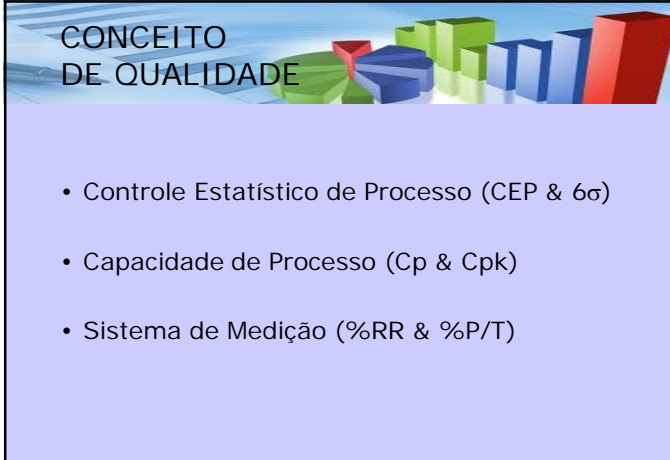 CONCEITO
DE QUALIDADE
• Controle Estatístico de Processo (CEP & 6σ)
• Capacidade de Processo (Cp & Cpk)
• Sistema de Medição (%RR & %P/T)